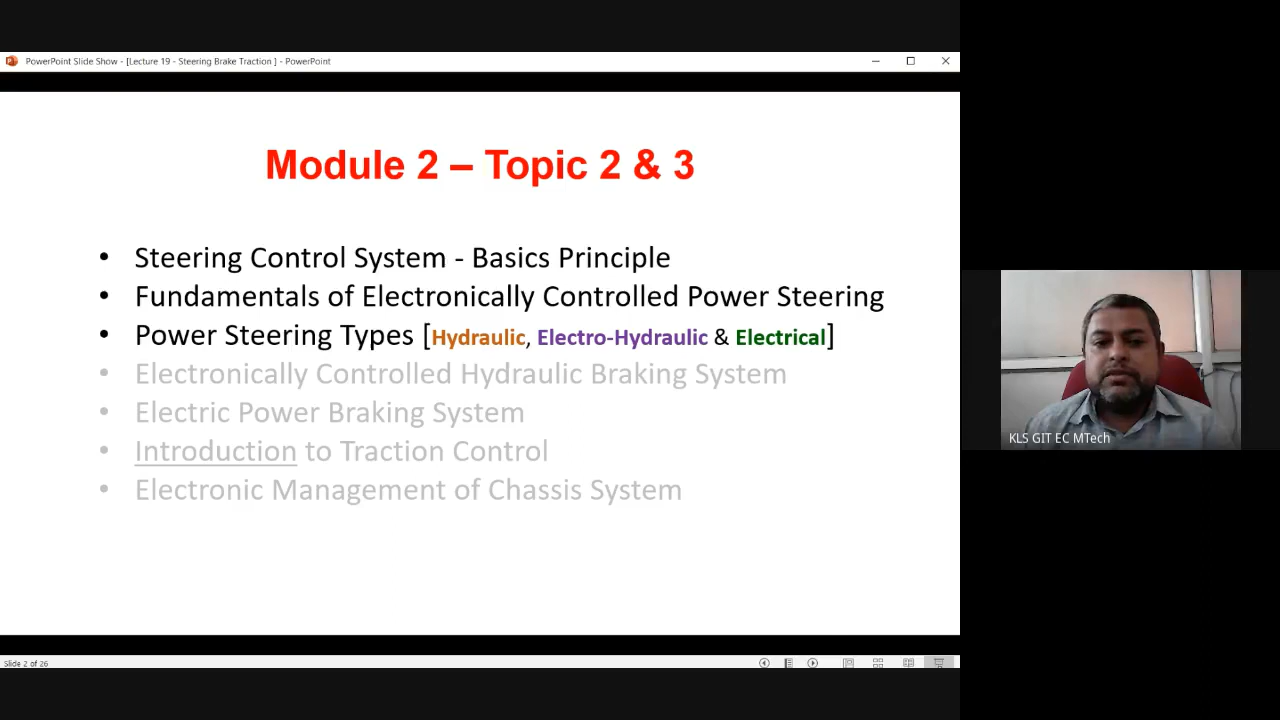 PowerPoint Slide Show - [Lecture 19 - Steering Brake Traction ] - PowerPoint
Module 2 – Topic 2 & 3
• Steering Control System - Basics Principle
• Fundamentals of Electronically Controlled Power Steering
• Power Steering Types [Hydraulic, Electro-Hydraulic & Electrical]
• Electronically Controlled Hydraulic Braking System
• Electric Power Braking System
• Introduction to Traction Control
• Electronic Management of Chassis System
KLS GIT EC MTech
Slide 2 of 26